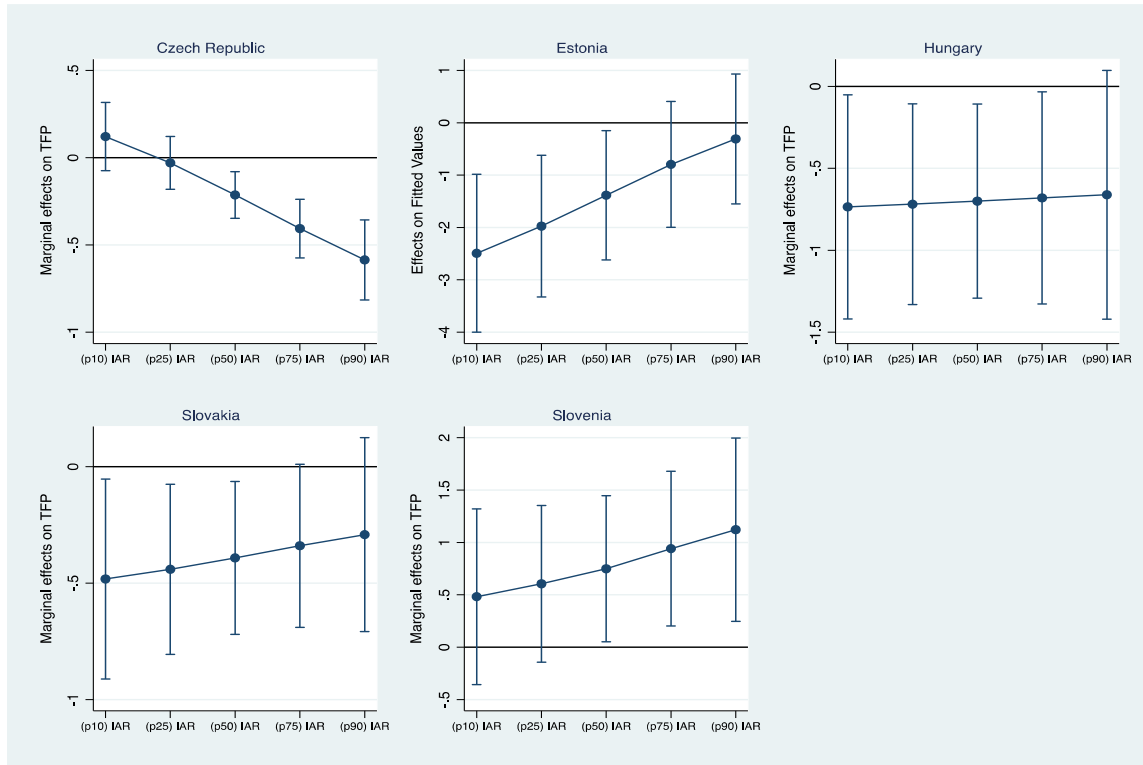 Czech Republic
Marginal effects on TFP
.5
0
-.5
-1
(p10) IAR (p25) IAR (p50) IAR (p75) IAR (p90) IAR
Estonia
Effects on Fitted Values
1
0
-1
-2
-3
-4
(p10) IAR (p25) IAR (p50) IAR (p75) IAR (p90) IAR
Hungary
Marginal effects on TFP
0
-.5
-1
-1.5
(p10) IAR (p25) IAR (p50) IAR (p75) IAR (p90) IAR
Slovakia
Marginal effects on TFP
0
-.5
-1
(p10) IAR (p25) IAR (p50) IAR (p75) IAR (p90) IAR
Slovenia
Marginal effects on TFP
2
1.5
1
.5
0
-.5
(p10) IAR (p25) IAR (p50) IAR (p75) IAR (p90) IAR